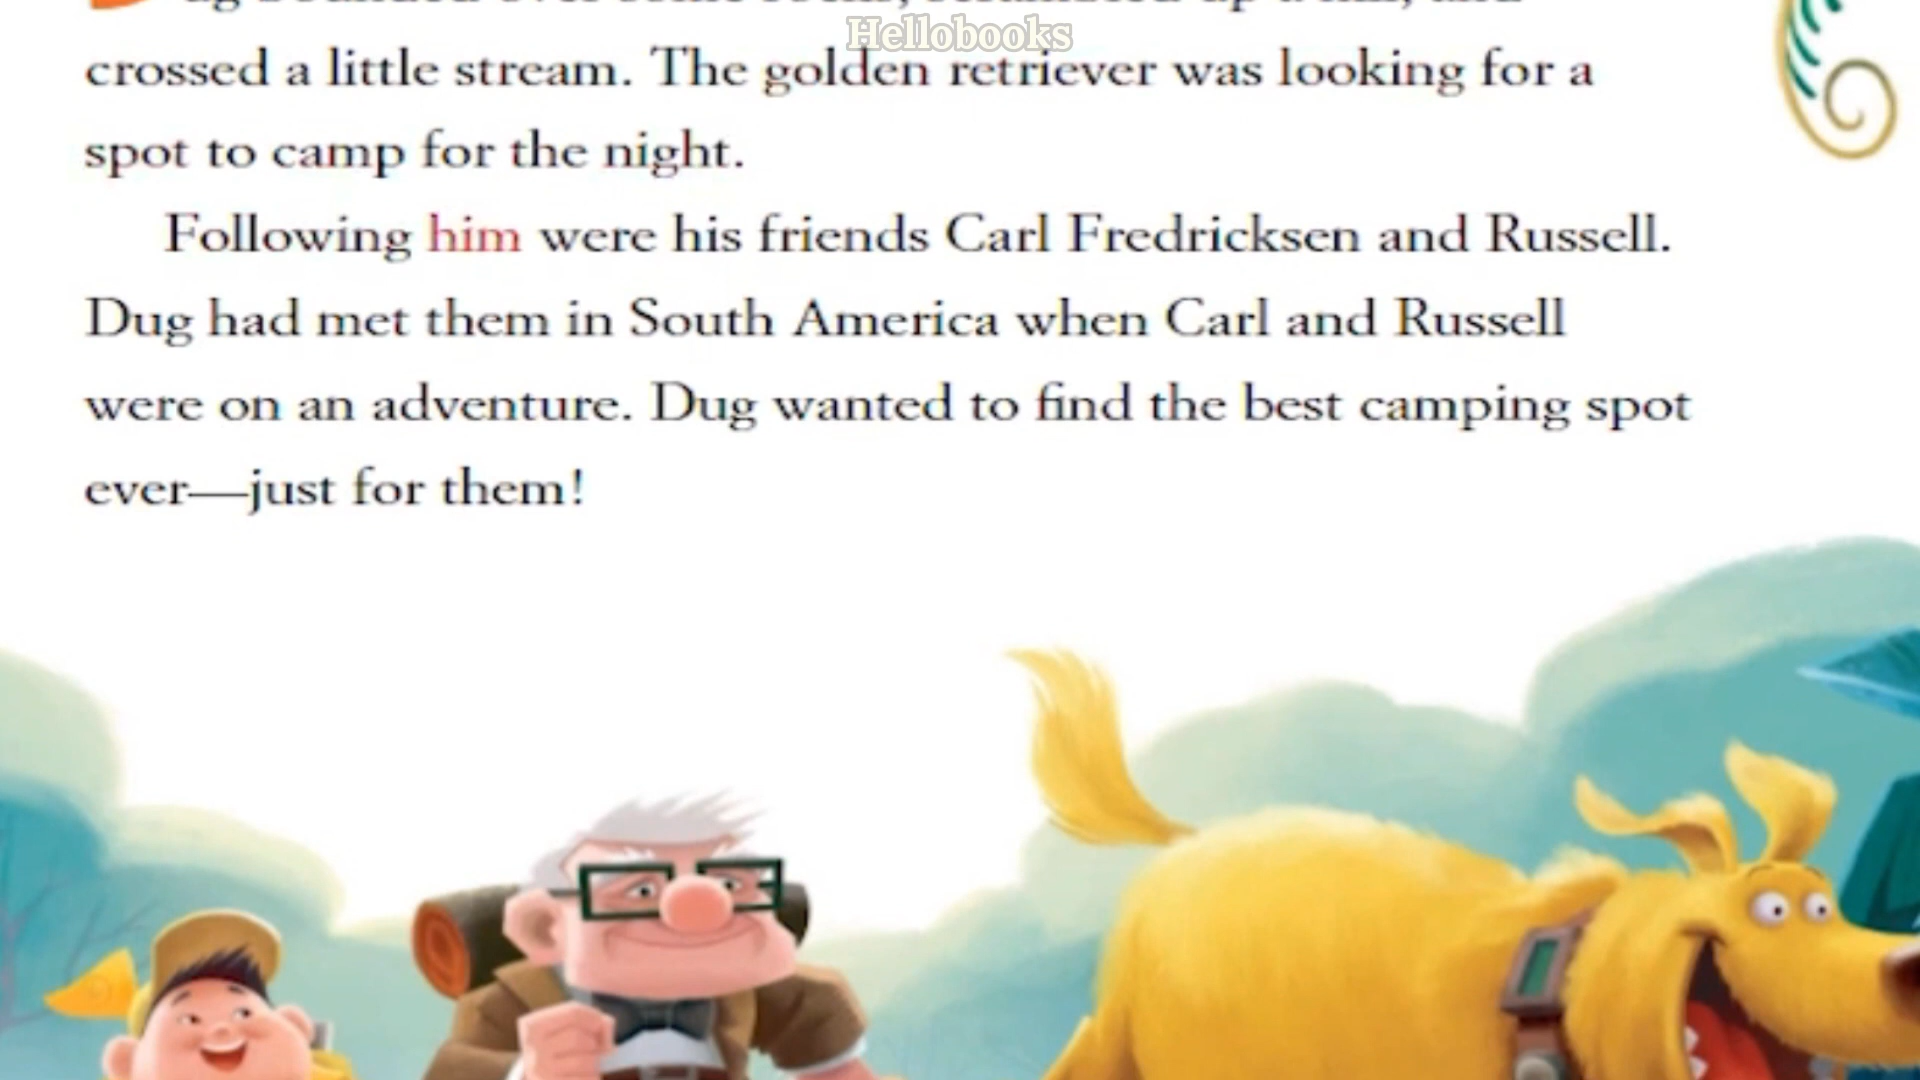 Hellobooks
crossed a little stream. The golden retriever was looking for a
spot to camp for the night.
Following him were his friends Carl Fredricksen and Russell.
Dug had met them in South America when Carl and Russell
were on an adventure. Dug wanted to find the best camping spot
ever—just for them!